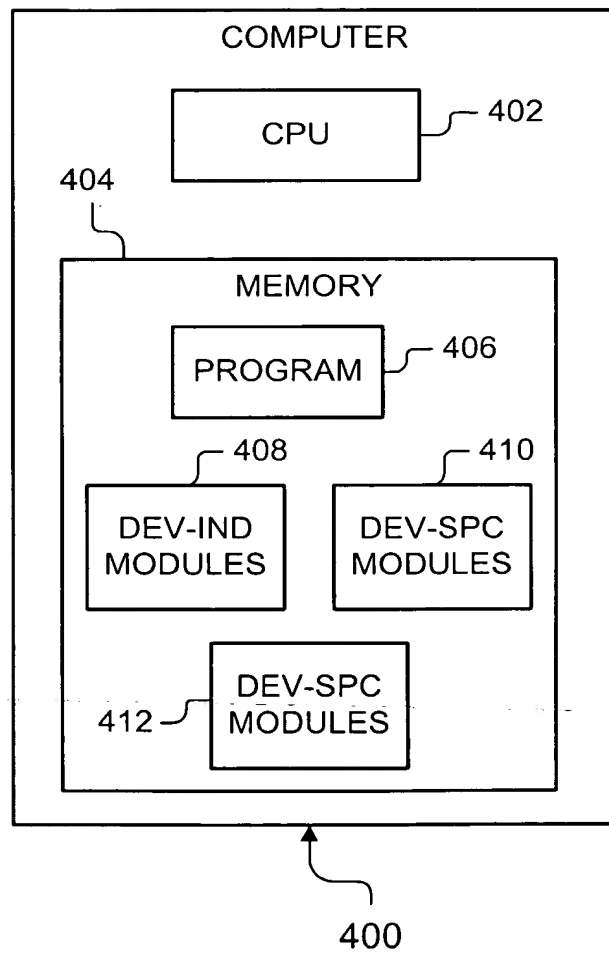 COMPUTER
CPU
402
404
MEMORY
PROGRAM
406
408
410
DEV-IND
MODULES
DEV-SPC
MODULES
DEV-SPC
MODULES
412
400